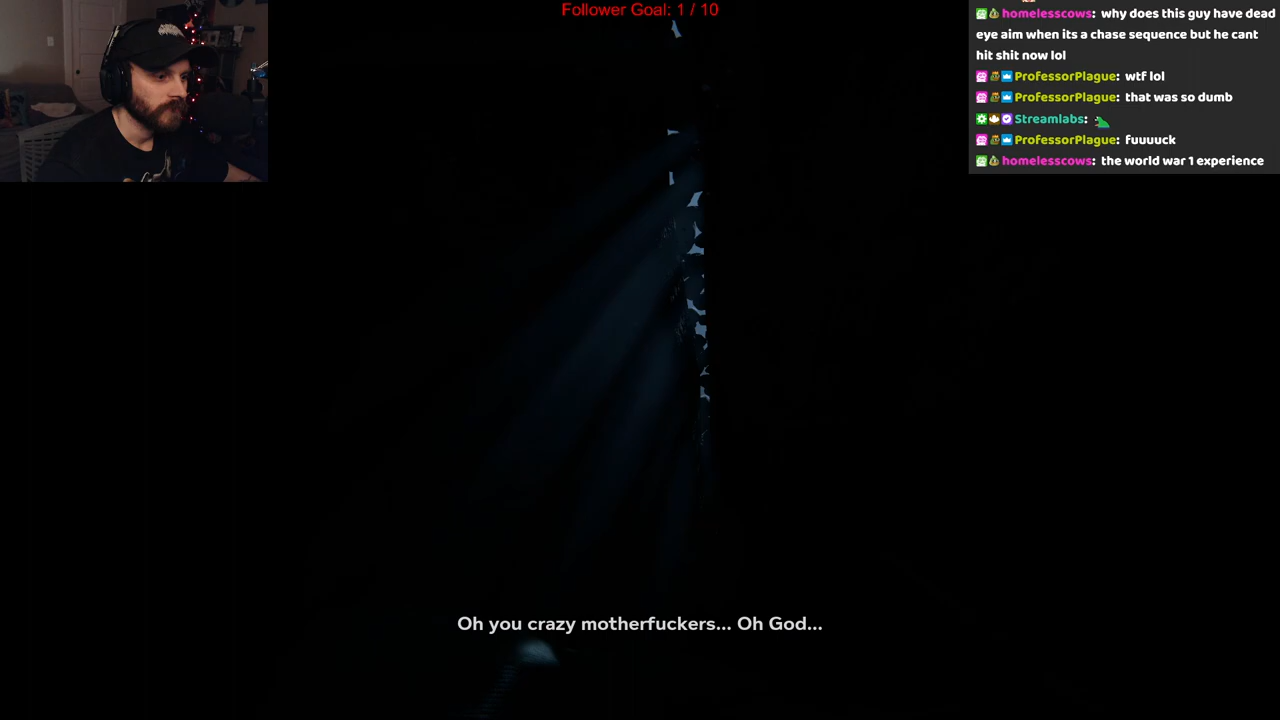 Follower Goal: 1 / 10
homelesscows: why does this guy have dead
eye aim when its a chase sequence but he cant
hit shit now lol
ProfessorPlague: wtf lol
ProfessorPlague: that was so dumb
Streamlabs:
ProfessorPlague: fuuuuck
homelesscows: the world war 1 experience
Oh you crazy motherfuckers... Oh God...